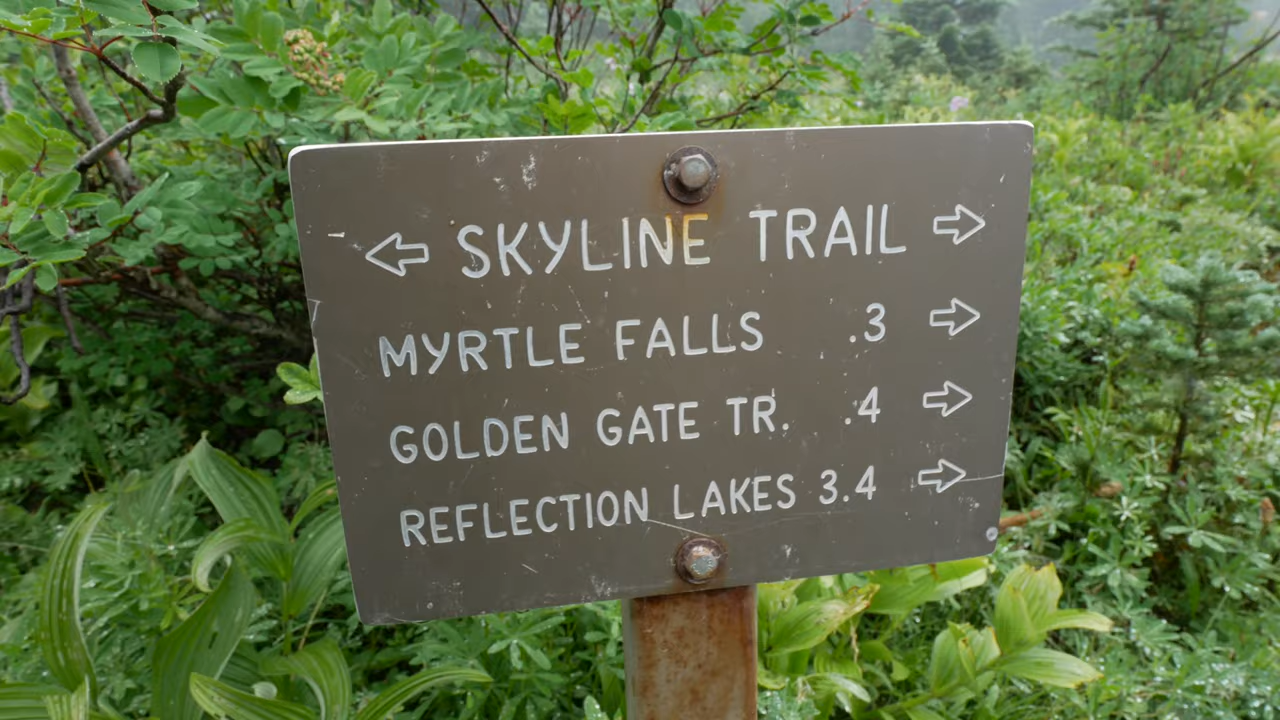 ⇦ SKYLINE TRAIL ⇨
MYRTLE FALLS .3 ⇨
GOLDEN GATE TR. .4 ⇨
REFLECTION LAKES 3.4 ⇨